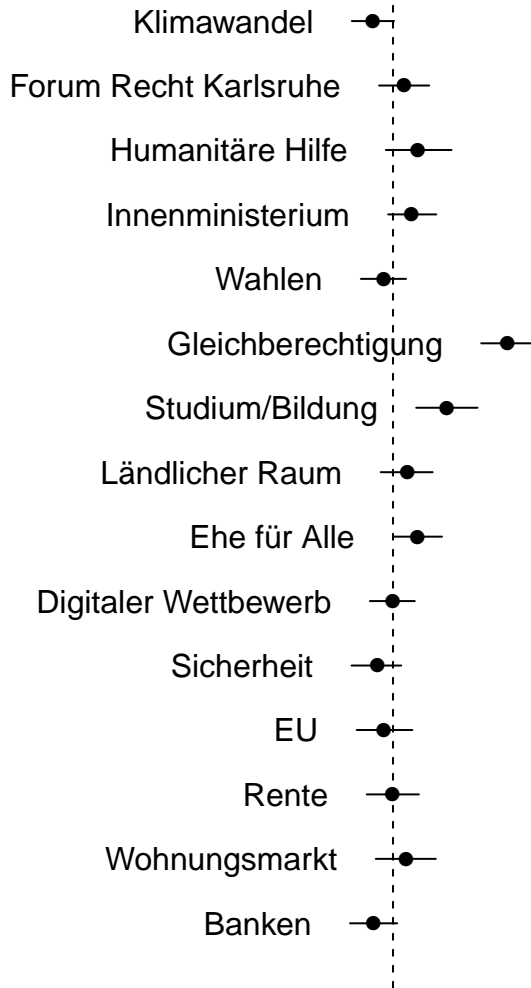 Klimawandel
Forum Recht Karlsruhe
Humanitäre Hilfe
Innenministerium
Wahlen
Gleichberechtigung
Studium/Bildung
Ländlicher Raum
Ehe für Alle
Digitaler Wettbewerb
Sicherheit
EU
Rente
Wohnungsmarkt
Banken